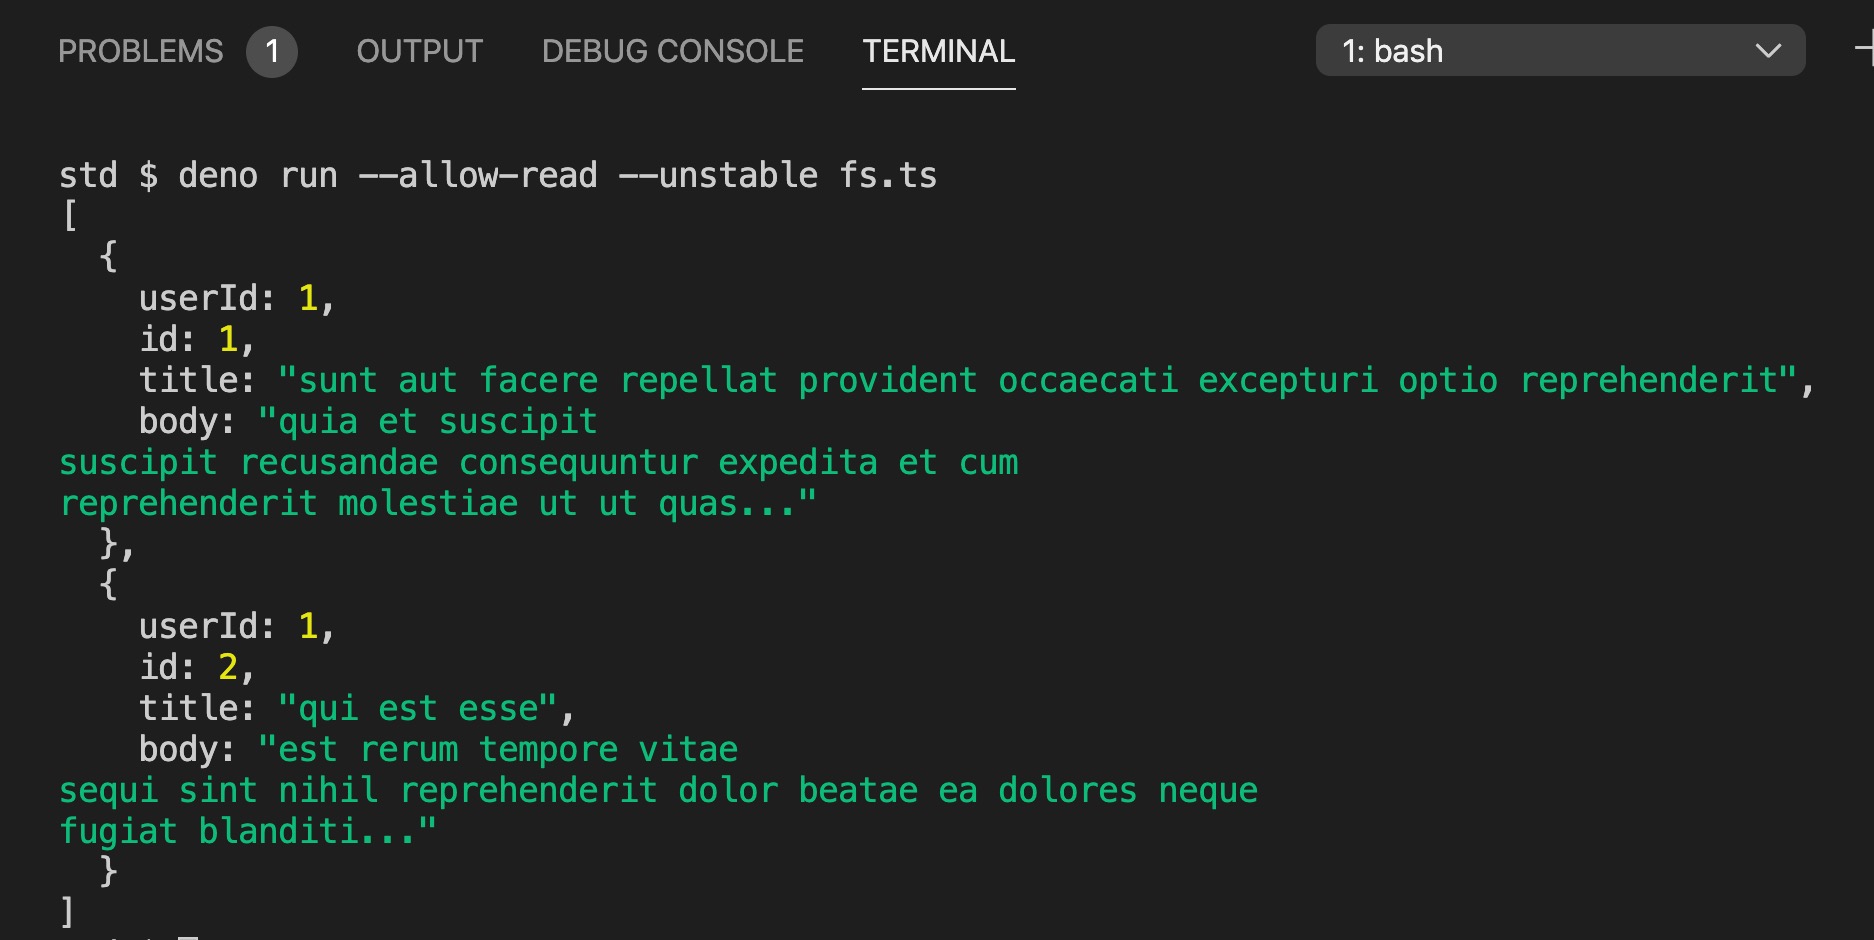 PROBLEMS 1 OUTPUT DEBUG CONSOLE TERMINAL 1: bash
std $ deno run --allow-read --unstable fs.ts
[
  {
    userId: 1,
    id: 1,
    title: "sunt aut facere repellat provident occaecati excepturi optio reprehenderit",
    body: "quia et suscipit
suscipit recusandae consequuntur expedita et cum
reprehenderit molestiae ut ut quas..."
  },
  {
    userId: 1,
    id: 2,
    title: "qui est esse",
    body: "est rerum tempore vitae
sequi sint nihil reprehenderit dolor beatae ea dolores neque
fugiat blanditi..."
  }
]